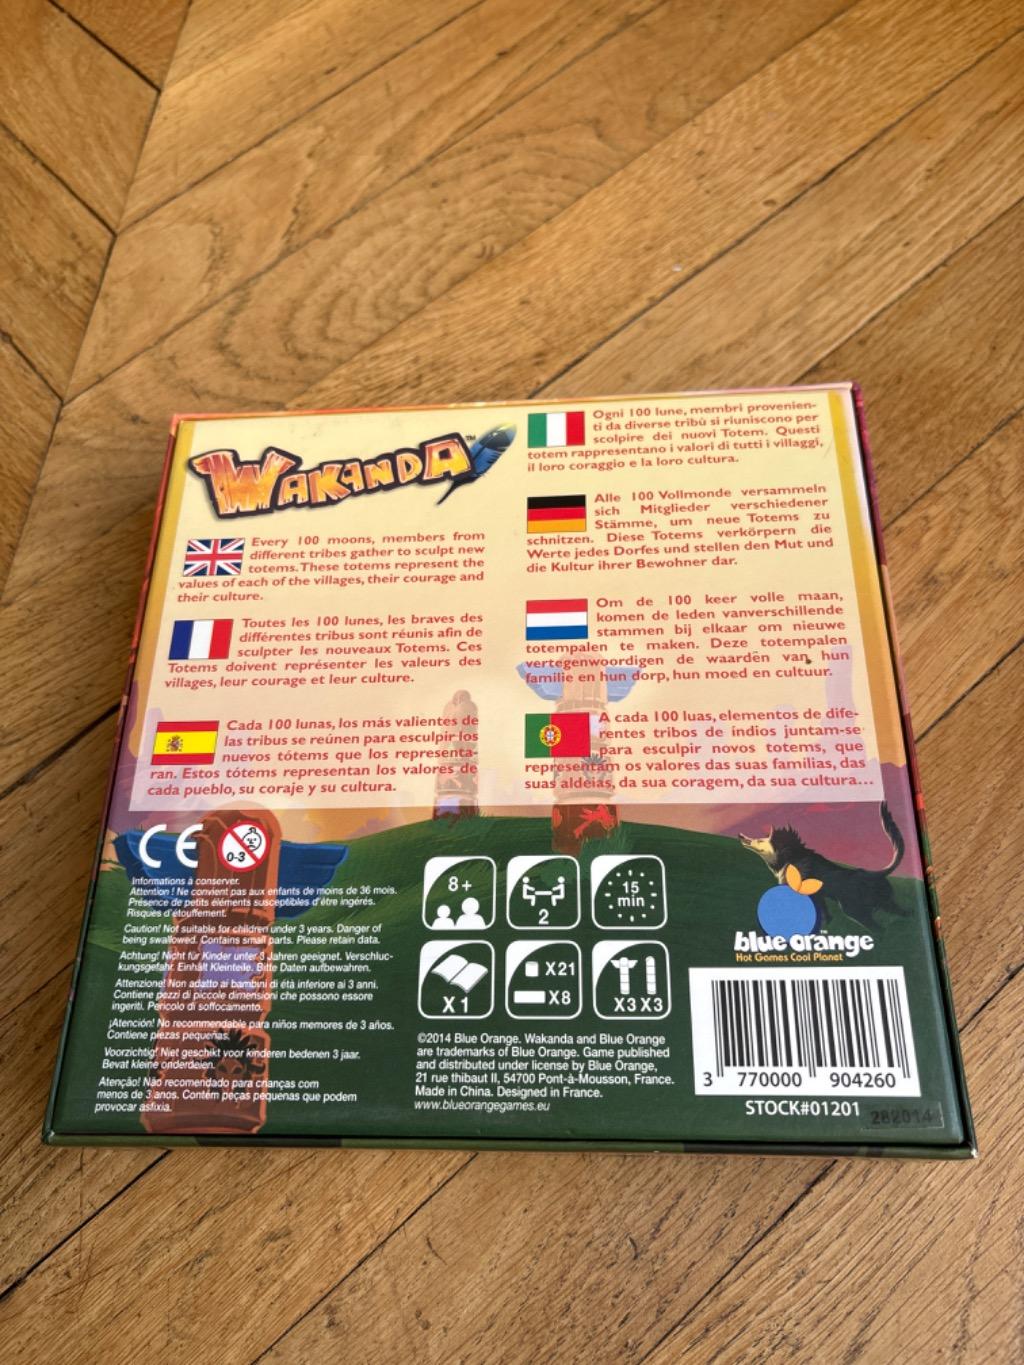 WAKANDA™
Every 100 moons, members from
different tribes gather to sculpt new
totems. These totems represent the
values of each of the villages, their courage and
their culture.
Toutes les 100 lunes, les braves des
différentes tribus sont réunis afin de
sculpter les nouveaux Totems. Ces
Totems doivent représenter les valeurs des
villages, leur courage et leur culture.
Cada 100 lunas, los más valientes de
las tribus se reúnen para esculpir los
nuevos tótems que los representa-
ran. Estos tótems representan los valores de
cada pueblo, su coraje y su cultura.
Ogni 100 lune, membri provenien-
ti da diverse tribù si riuniscono per
scolpire dei nuovi Totem. Questi
totem rappresentano i valori di tutti i villaggi,
il loro coraggio e la loro cultura.
Alle 100 Vollmonde versammeln
sich Mitglieder verschiedener
Stämme, um neue Totems zu
schnitzen. Diese Totems verkörpern die
Werte jedes Dorfes und stellen den Mut und
die Kultur ihrer Bewohner dar.
Om de 100 keer volle maan,
komen de leden vanverschillende
stammen bij elkaar om nieuwe
totempalen te maken. Deze totempalen
vertegenwoordigen de waarden van hun
familie en hun dorp, hun moed en cultuur.
A cada 100 luas, elementos de dife-
rentes tribos de índios juntam-se
para esculpir novos totems, que
representam os valores das suas famílias, das
suas aldeias, da sua coragem, da sua cultura...
CE
0-3
Informations à conserver.
Attention ! Ne convient pas aux enfants de moins de 36 mois.
Présence de petits éléments susceptibles d'être ingérés.
Risques d'étouffement.
Caution! Not suitable for children under 3 years. Danger of
being swallowed. Contains small parts. Please retain data.
Achtung! Nicht für Kinder unter 3 Jahren geeignet. Verschluc-
kungsgefahr. Einhält Kleinteile. Bitte Daten aufbewahren.
Attenzione! Non adatto ai bambini di étà inferiore ai 3 anni.
Contiene pezzi di piccole dimensioni che possono essere
ingeriti. Pericolo di soffocamento.
¡Atención! No recommendable para niños memores de 3 años.
Contiene piezas pequeñas.
Voorzichtig! Niet geschikt voor kinderen bedenen 3 jaar.
Bevat kleine onderdeien.
Atenção! Não recomendado para crianças com
menos de 3 anos. Contém peças pequenas que podem
provocar asfixia.
8+
2
15
min
X1
X21
X8
X3 X3
©2014 Blue Orange. Wakanda and Blue Orange
are trademarks of Blue Orange. Game published
and distributed under license by Blue Orange,
21 rue thibaut II, 54700 Pont-à-Mousson, France.
Made in China. Designed in France.
www.blueorangegames.eu
blue orange™
Hot Games Cool Planet
3 770000 904260
STOCK#01201
282014